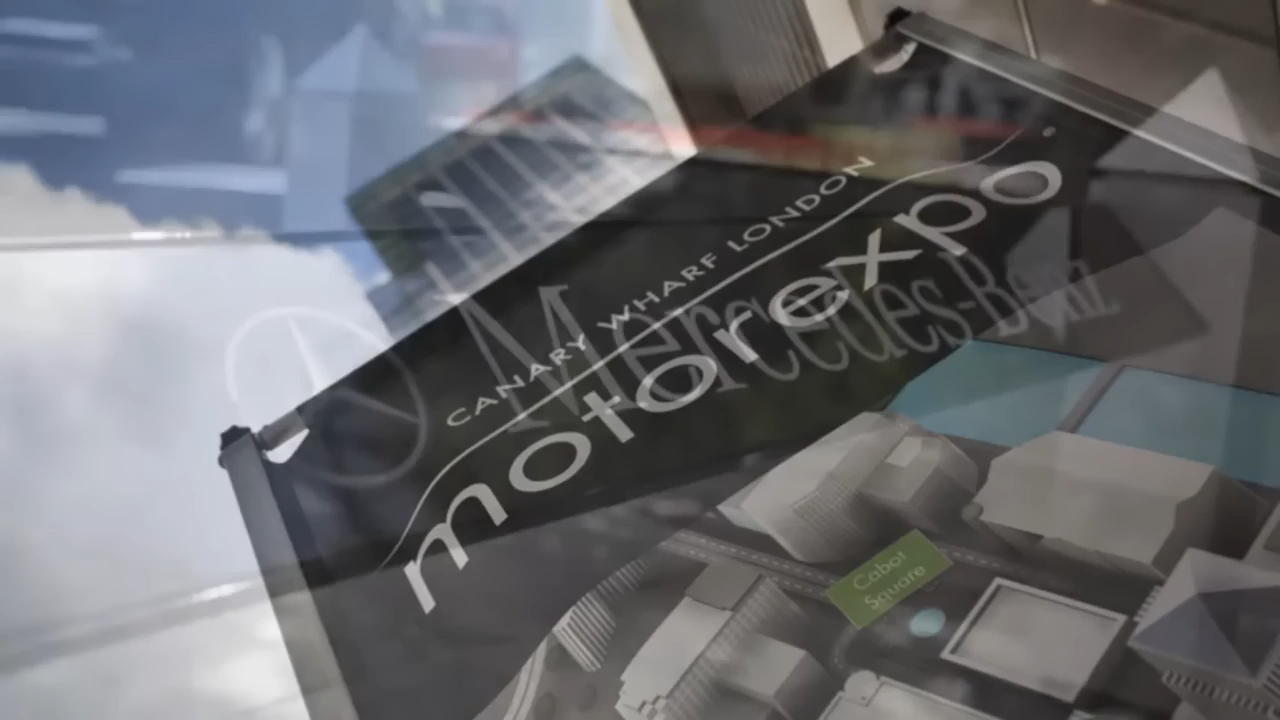 CANARY WHARF LONDON
motorexpo
Mercedes-Benz
Cabot
Square